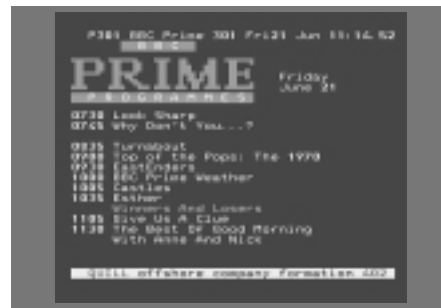 P301 BBC Prime 301 Fri21 Jun 11:14.52
BBC
PRIME
PROGRAMMES
Friday
June 21
0730 Look Sharp
0745 Why Don't You...?
0835 Turnabout
0900 Top of the Pops: The 1970
0930 EastEnders
1000 BBC Prime Weather
1005 Castles
1035 Esther
Winners And Losers
1105 Give Us A Clue
1130 The Best Of Good Morning
With Anne And Nick
QUILL offshore company formation 602